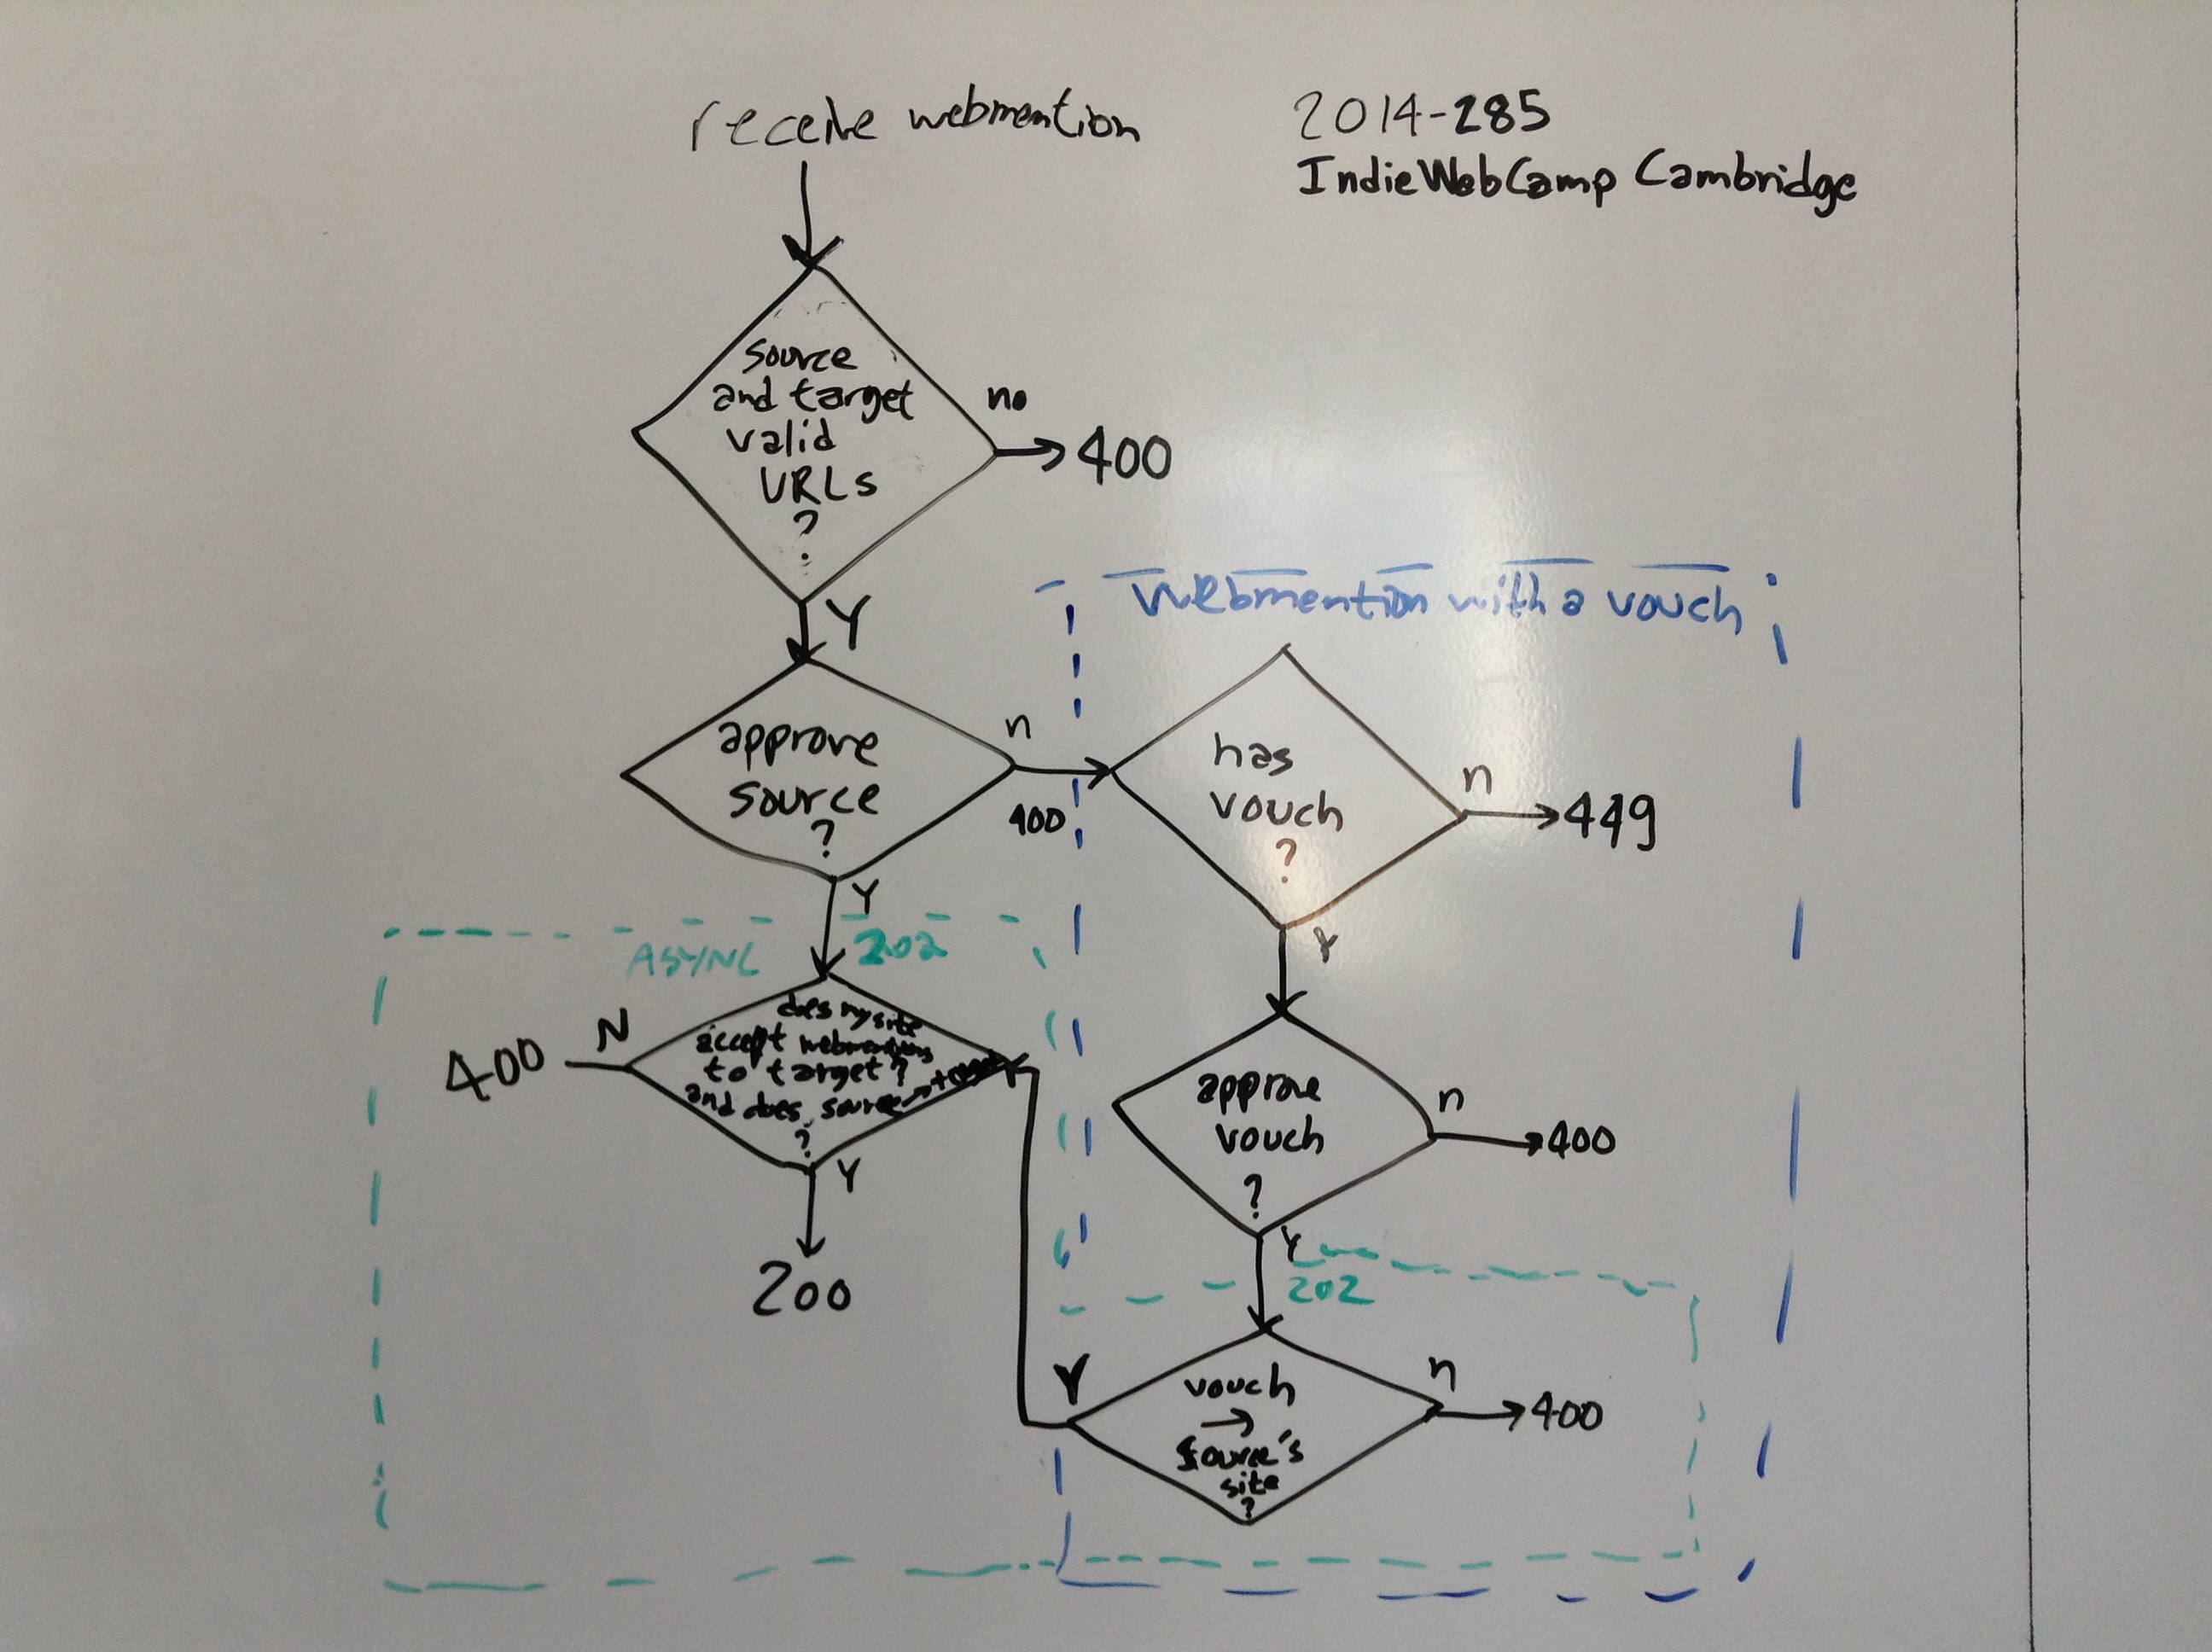 receive webmention
2014-285
IndieWebCamp Cambridge
source
and target
valid
URLs
?
no
400
Y
approve
source
?
n
400
Y
Webmention with a vouch
has
vouch
?
n
449
Y
approve
vouch
?
n
400
Y
202
vouch
→
source's
site
?
n
400
Y
ASYNC
202
does my site
accept webmentions
to target?
and does source → target
?
N
400
Y
200